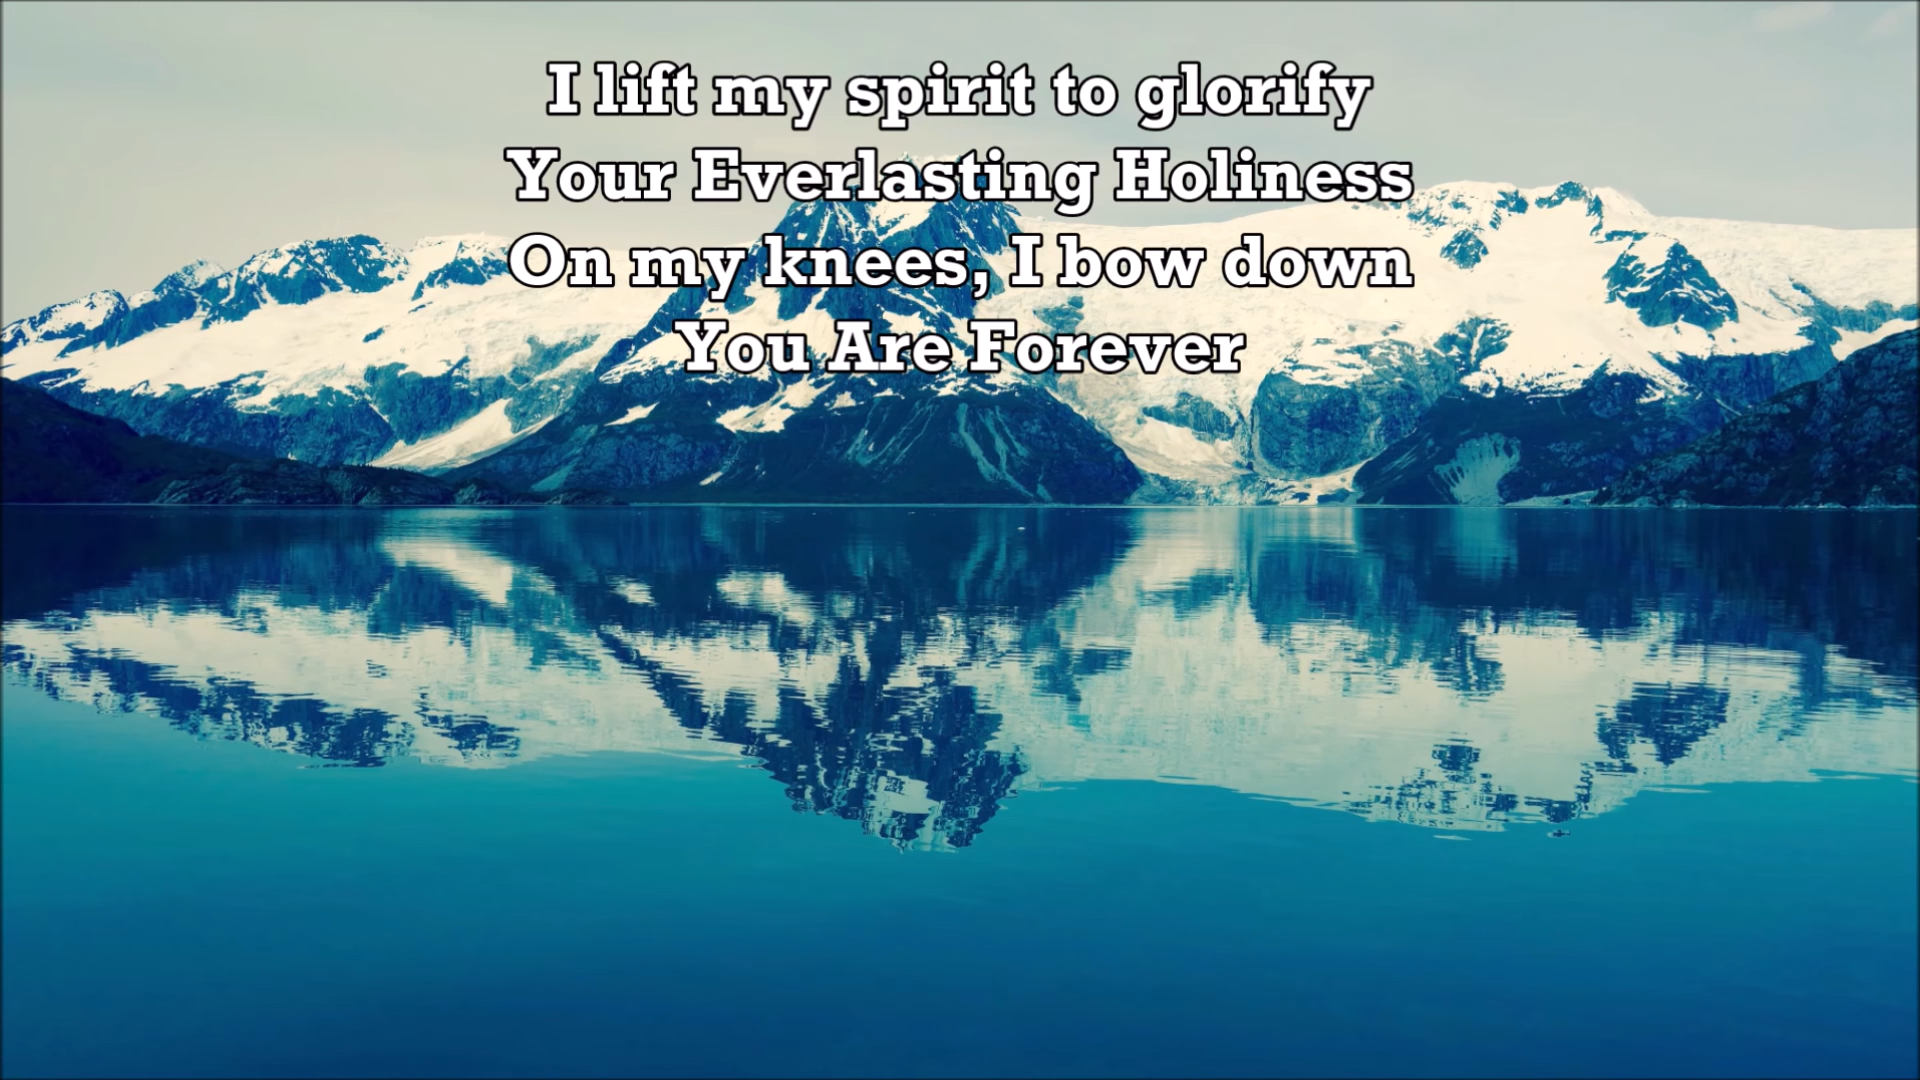 I lift my spirit to glorify
Your Everlasting Holiness
On my knees, I bow down
You Are Forever